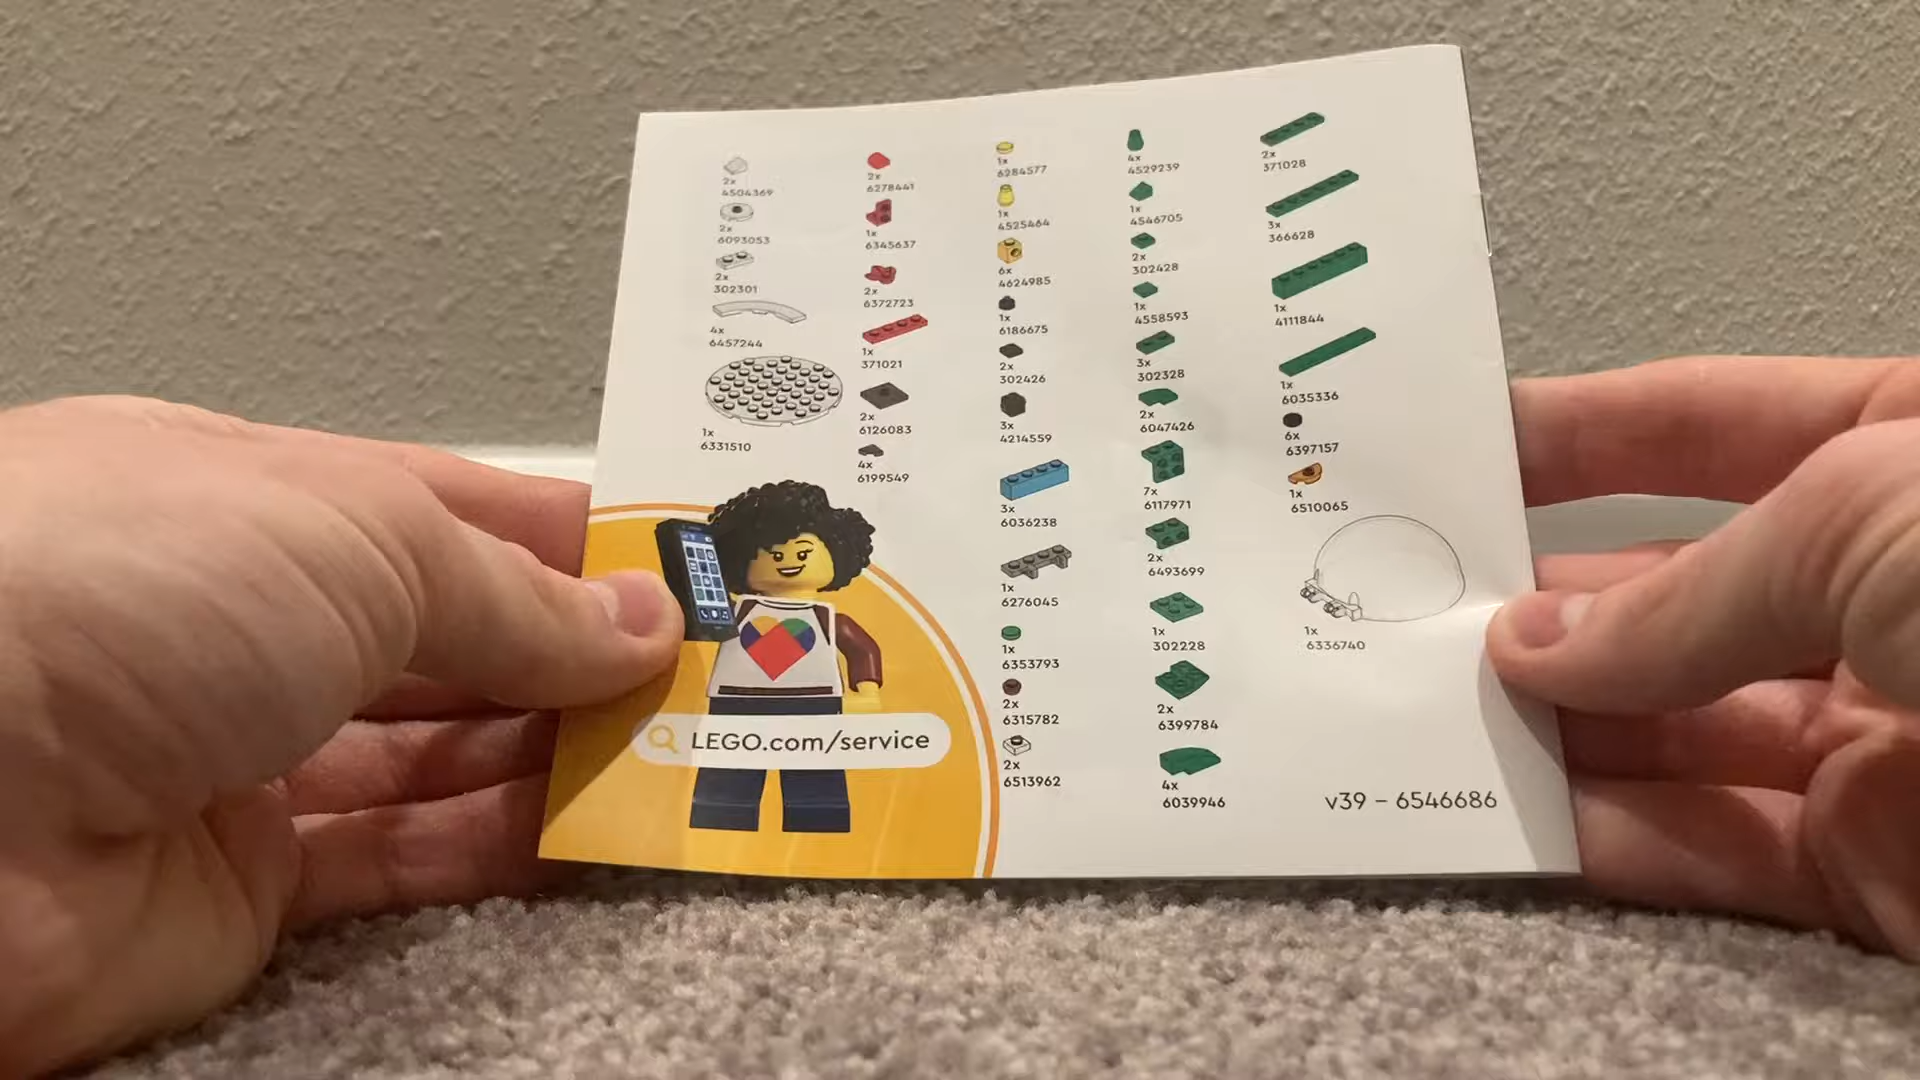 2x
4504369
2x
6093053
2x
302301
4x
6457244
1x
6331510
2x
6278441
1x
6345637
2x
6372723
1x
371021
2x
6126083
4x
6199549
LEGO.com/service
1x
6284577
1x
4525464
6x
4624985
1x
6186675
2x
302426
3x
4214559
3x
6036238
1x
6276045
1x
6353793
2x
6315782
2x
6513962
4x
4529239
1x
4546705
2x
302428
1x
4558593
3x
302328
2x
6047426
7x
6117971
2x
6493699
1x
302228
2x
6399784
4x
6039946
2x
371028
3x
366628
1x
4111844
1x
6035336
6x
6397157
1x
6510065
1x
6336740
v39 – 6546686